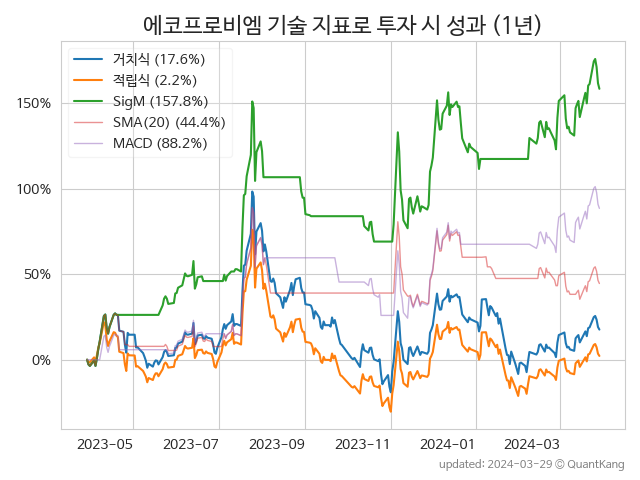 에코프로비엠 기술 지표로 투자 시 성과 (1년)
거치식 (17.6%)
적립식 (2.2%)
SigM (157.8%)
SMA(20) (44.4%)
MACD (88.2%)
150%
100%
50%
0%
2023-05 2023-07 2023-09 2023-11 2024-01 2024-03
updated: 2024-03-29 © QuantKang